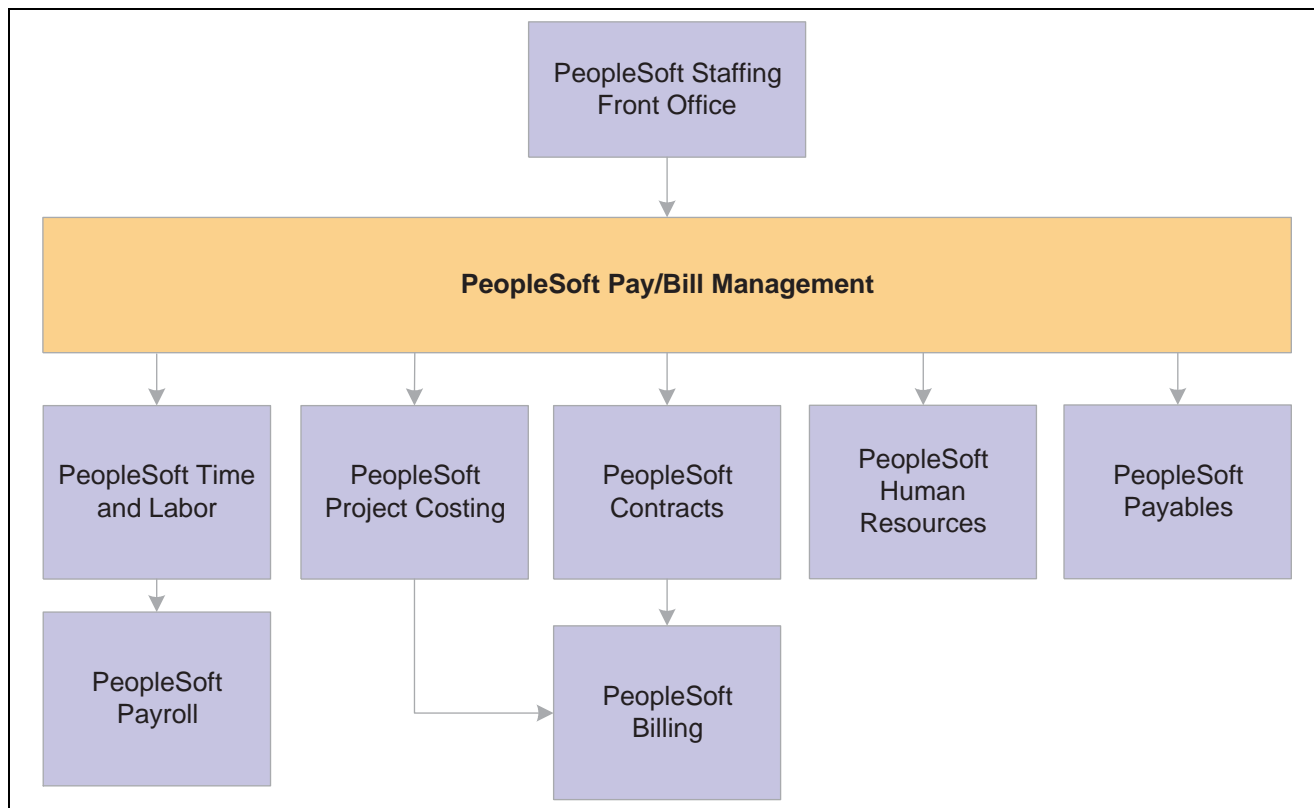 PeopleSoft Staffing
Front Office
PeopleSoft Pay/Bill Management
PeopleSoft Time
and Labor
PeopleSoft
Project Costing
PeopleSoft
Contracts
PeopleSoft
Human
Resources
PeopleSoft
Payables
PeopleSoft
Payroll
PeopleSoft
Billing